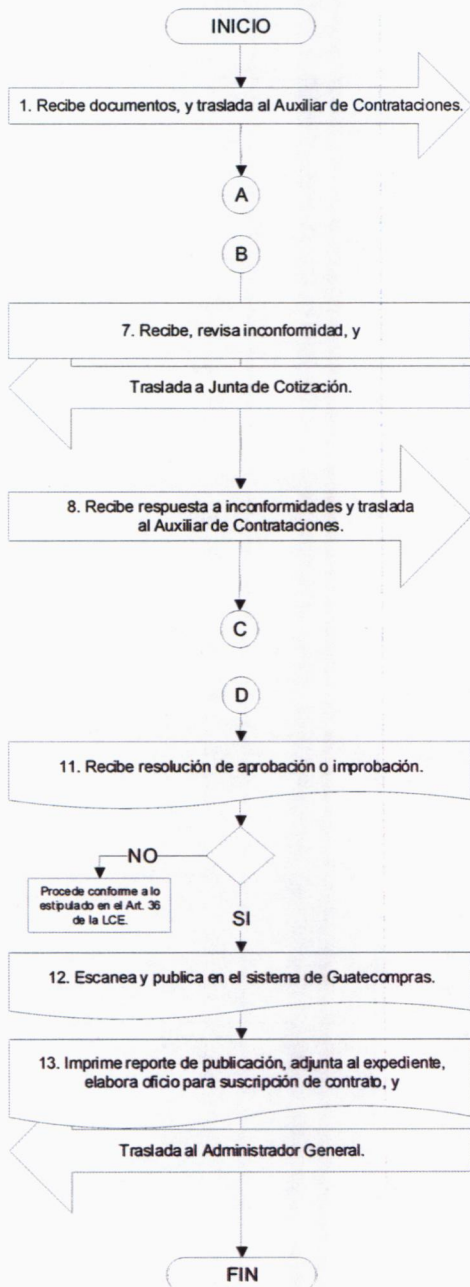 INICIO
1. Recibe documentos, y traslada al Auxiliar de Contrataciones.
A
B
7. Recibe, revisa inconformidad, y
Traslada a Junta de Cotización.
8. Recibe respuesta a inconformidades y traslada
al Auxiliar de Contrataciones.
C
D
11. Recibe resolución de aprobación o improbación.
NO
Procede conforme a lo
estipulado en el Art. 36
de la LCE.
SI
12. Escanea y publica en el sistema de Guatecompras.
13. Imprime reporte de publicación, adjunta al expediente,
elabora oficio para suscripción de contrato, y
Traslada al Administrador General.
FIN